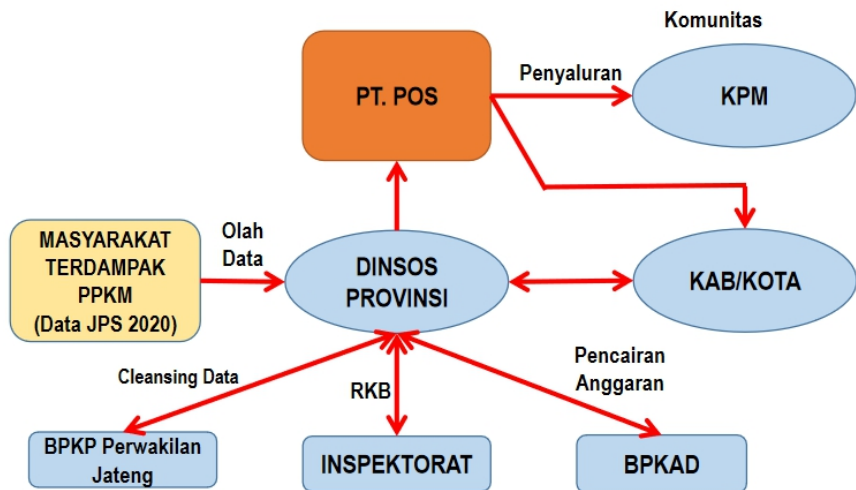 Komunitas
PT. POS
Penyaluran
KPM
MASYARAKAT
TERDAMPAK
PPKM
(Data JPS 2020)
Olah
Data
DINSOS
PROVINSI
KAB/KOTA
Cleansing Data
RKB
Pencairan
Anggaran
BPKP Perwakilan
Jateng
INSPEKTORAT
BPKAD